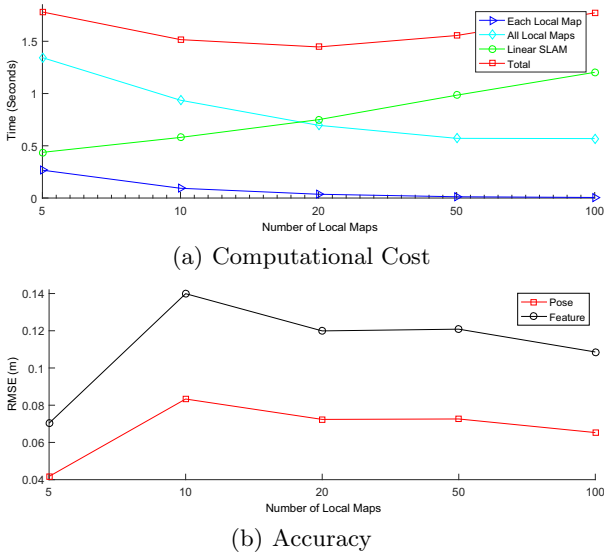 1.5
1
0.5
0
Time (Seconds)
Each Local Map
All Local Maps
Linear SLAM
Total
5 10 20 50 100
Number of Local Maps
(a) Computational Cost
0.14
0.12
0.1
0.08
0.06
0.04
RMSE (m)
Pose
Feature
5 10 20 50 100
Number of Local Maps
(b) Accuracy